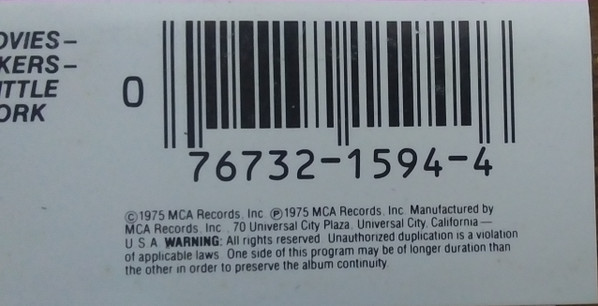 OVIES–
KERS–
ITTLE
ORK
0
76732-1594-4
©1975 MCA Records, Inc. ℗1975 MCA Records, Inc. Manufactured by
MCA Records, Inc., 70 Universal City Plaza, Universal City, California —
U.S.A. WARNING: All rights reserved. Unauthorized duplication is a violation
of applicable laws. One side of this program may be of longer duration than
the other in order to preserve the album continuity.